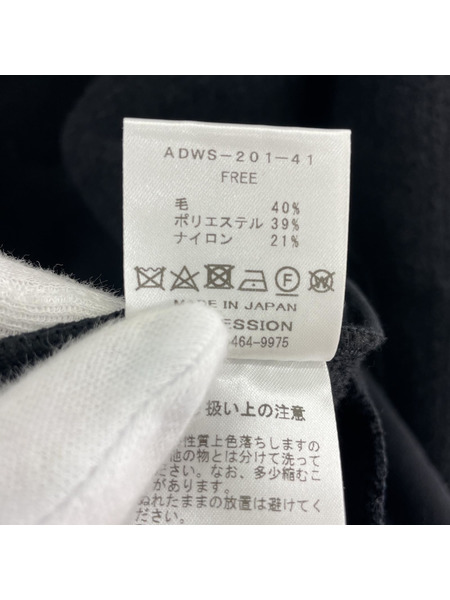 ADWS-201-41
FREE
毛 40%
ポリエステル 39%
ナイロン 21%
F
W
MADE IN JAPAN
ESSION
464-9975
扱い上の注意
性質上色落ちしますの
他の物とは分けて洗って
ださい。なお、多少縮むこ
があります。
ぬれたままの放置は避けてく
ださい。